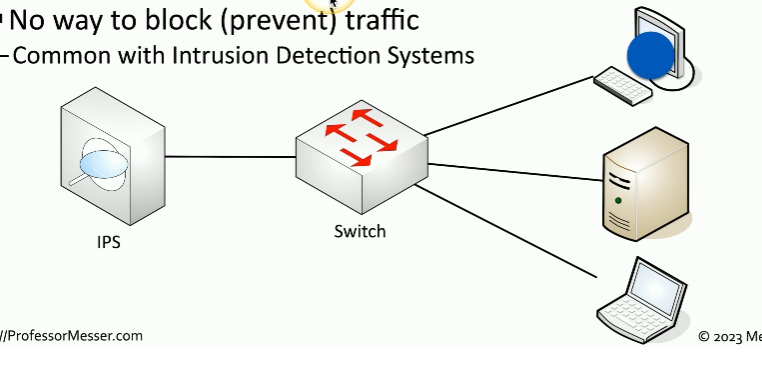 No way to block (prevent) traffic
– Common with Intrusion Detection Systems
IPS
Switch
//ProfessorMesser.com
© 2023 Me